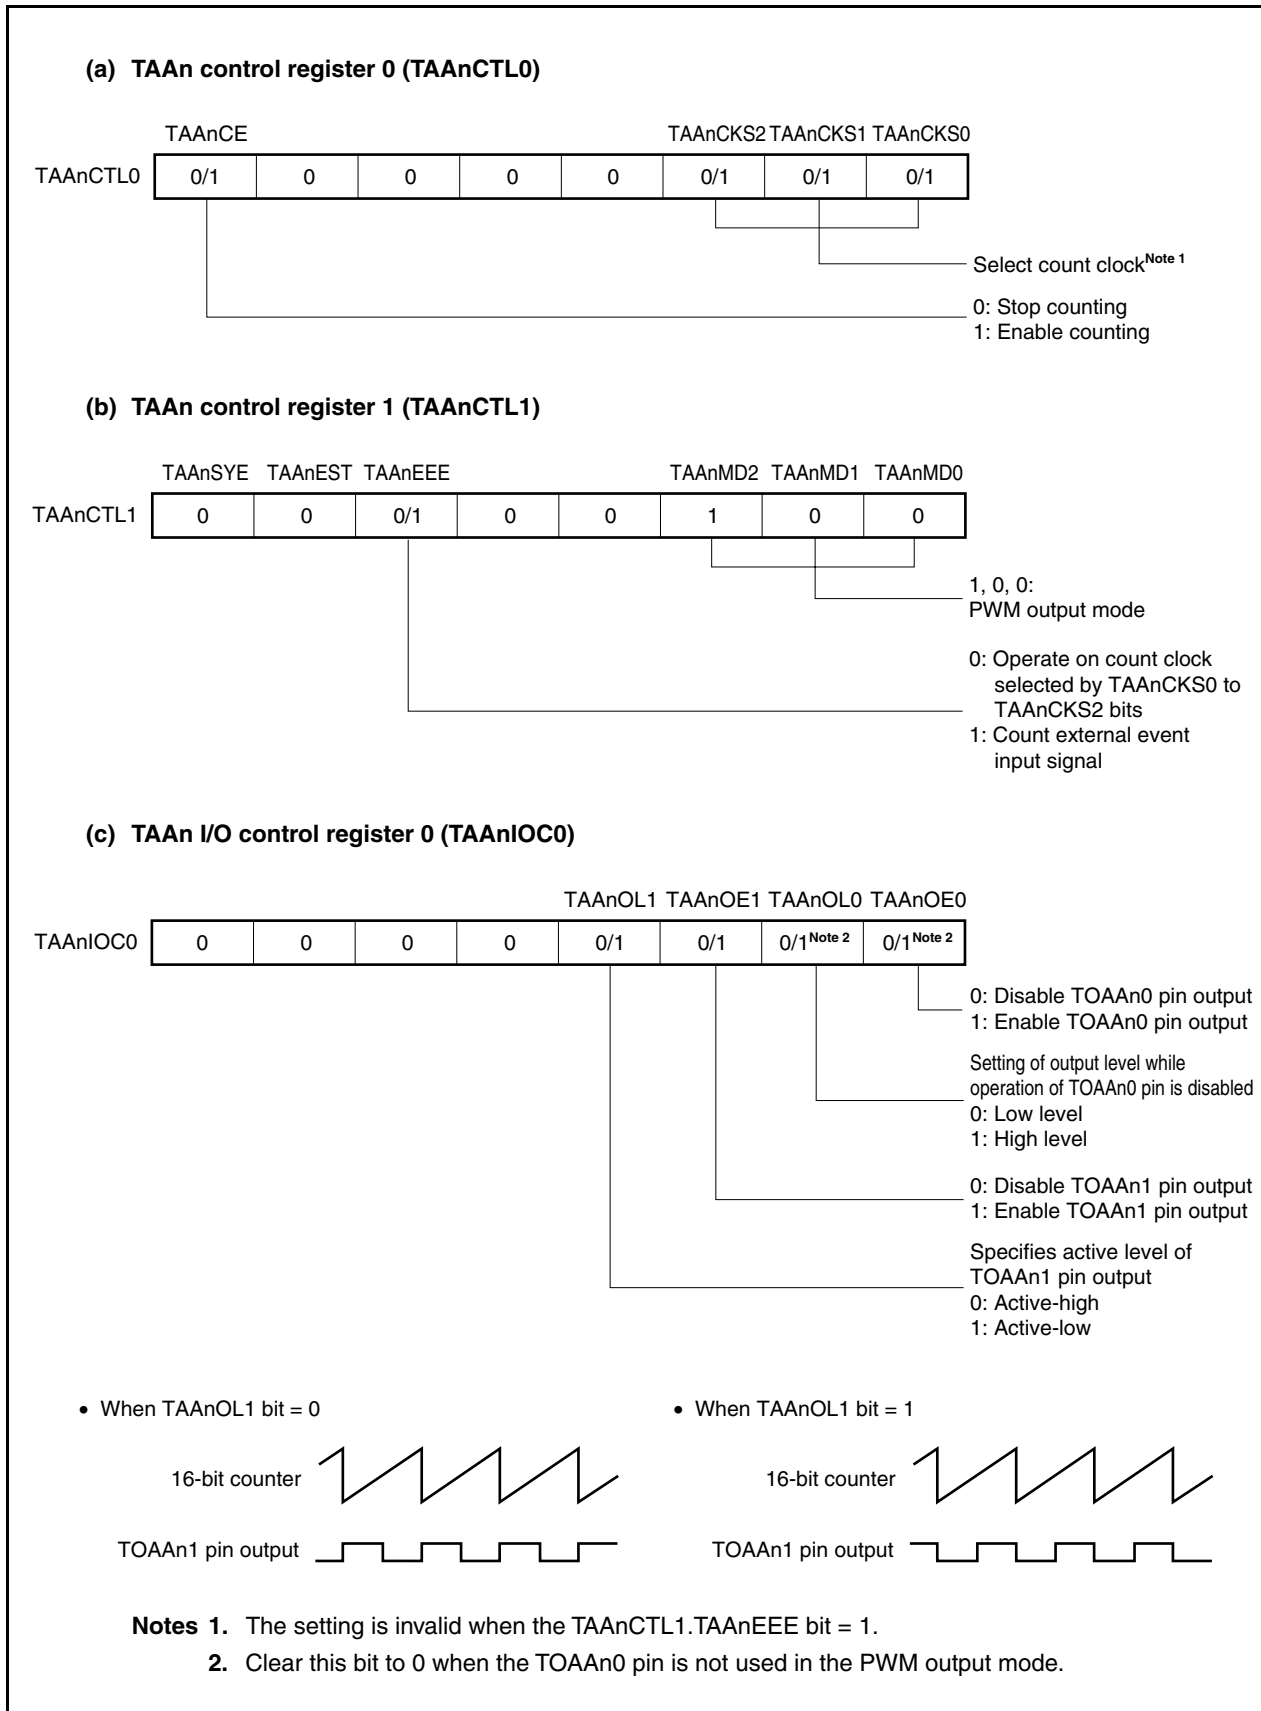 (a) TAAn control register 0 (TAAnCTL0)
TAAnCE TAAnCKS2 TAAnCKS1 TAAnCKS0
TAAnCTL0 0/1 0 0 0 0 0/1 0/1 0/1
Select count clock Note 1
0: Stop counting
1: Enable counting
(b) TAAn control register 1 (TAAnCTL1)
TAAnSYE TAAnEST TAAnEEE TAAnMD2 TAAnMD1 TAAnMD0
TAAnCTL1 0 0 0/1 0 0 1 0 0
1, 0, 0:
PWM output mode
0: Operate on count clock
selected by TAAnCKS0 to
TAAnCKS2 bits
1: Count external event
input signal
(c) TAAn I/O control register 0 (TAAnIOC0)
TAAnOL1 TAAnOE1 TAAnOL0 TAAnOE0
TAAnIOC0 0 0 0 0 0/1 0/1 0/1 Note 2 0/1 Note 2
0: Disable TOAAn0 pin output
1: Enable TOAAn0 pin output
Setting of output level while
operation of TOAAn0 pin is disabled
0: Low level
1: High level
0: Disable TOAAn1 pin output
1: Enable TOAAn1 pin output
Specifies active level of
TOAAn1 pin output
0: Active-high
1: Active-low
• When TAAnOL1 bit = 0
16-bit counter
TOAAn1 pin output
• When TAAnOL1 bit = 1
16-bit counter
TOAAn1 pin output
Notes 1. The setting is invalid when the TAAnCTL1.TAAnEEE bit = 1.
2. Clear this bit to 0 when the TOAAn0 pin is not used in the PWM output mode.